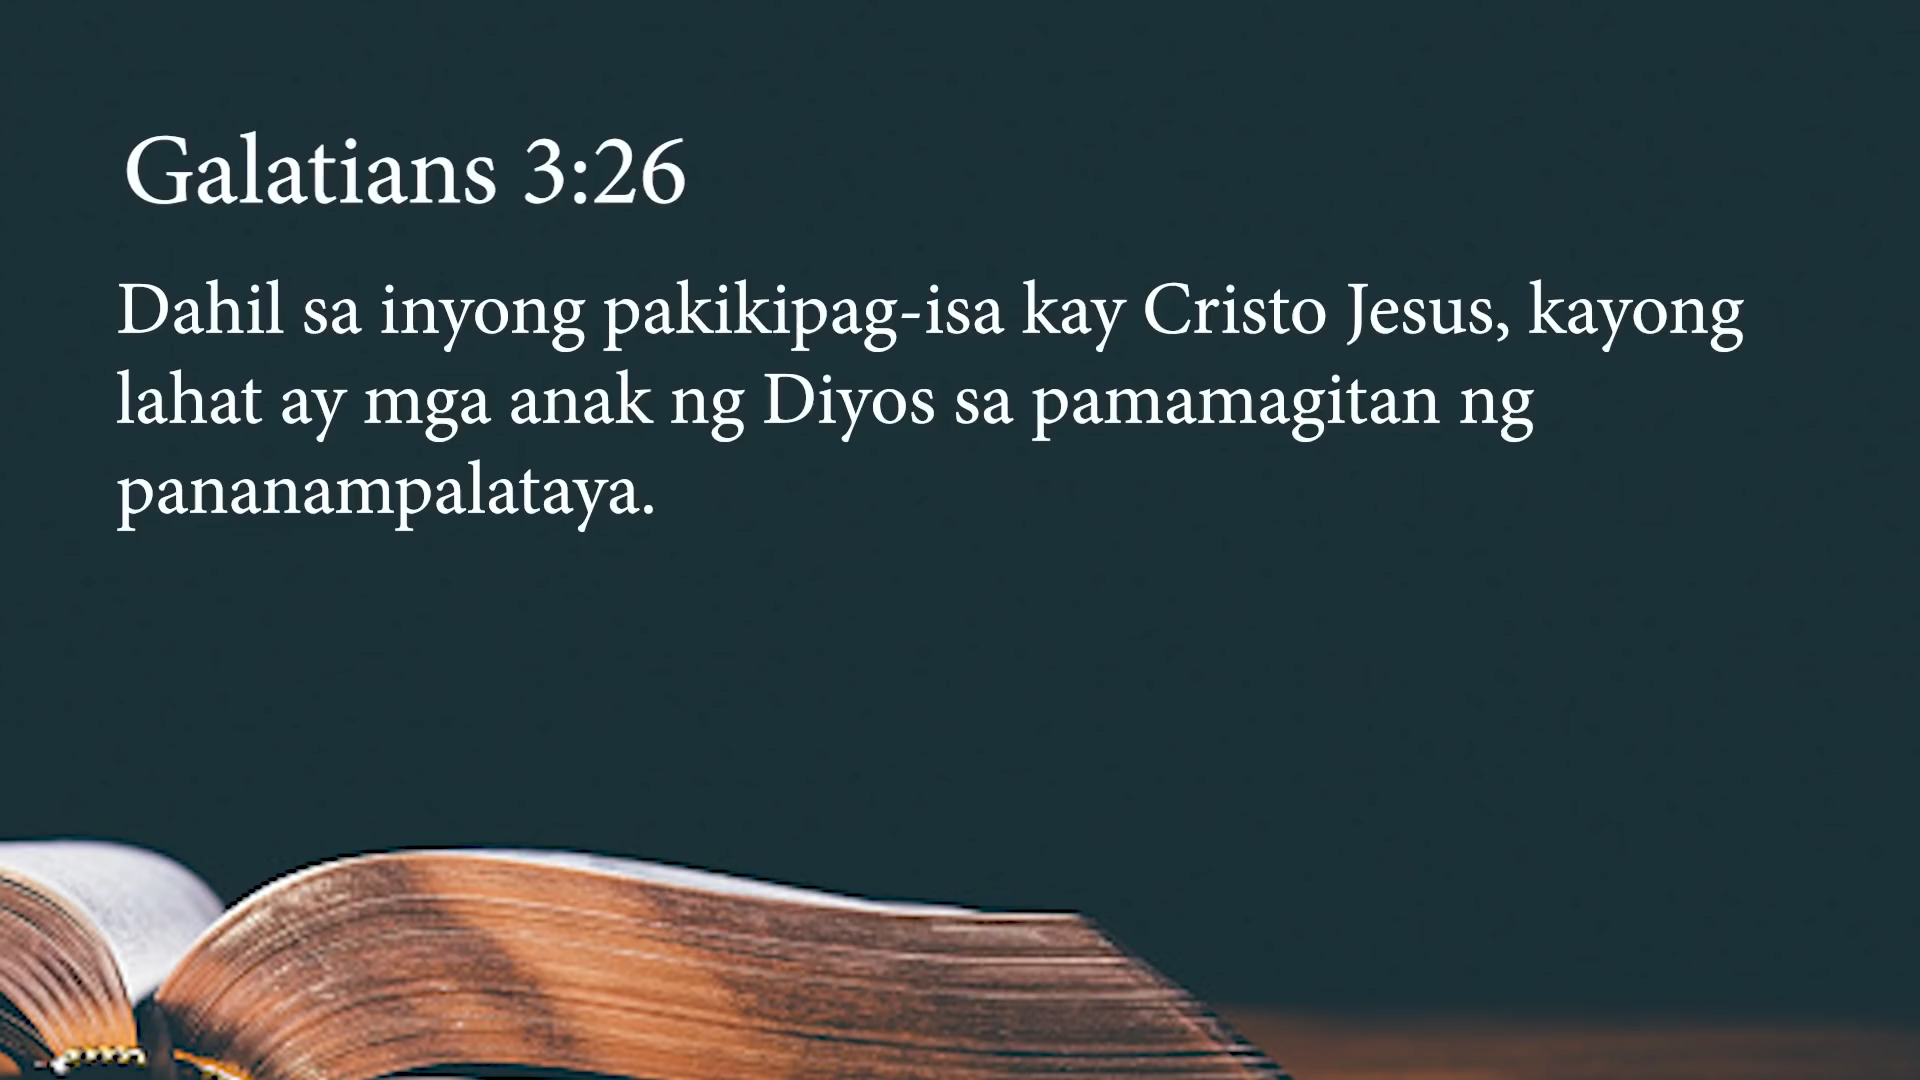 Galatians 3:26
Dahil sa inyong pakikipag-isa kay Cristo Jesus, kayong
lahat ay mga anak ng Diyos sa pamamagitan ng
pananampalataya.